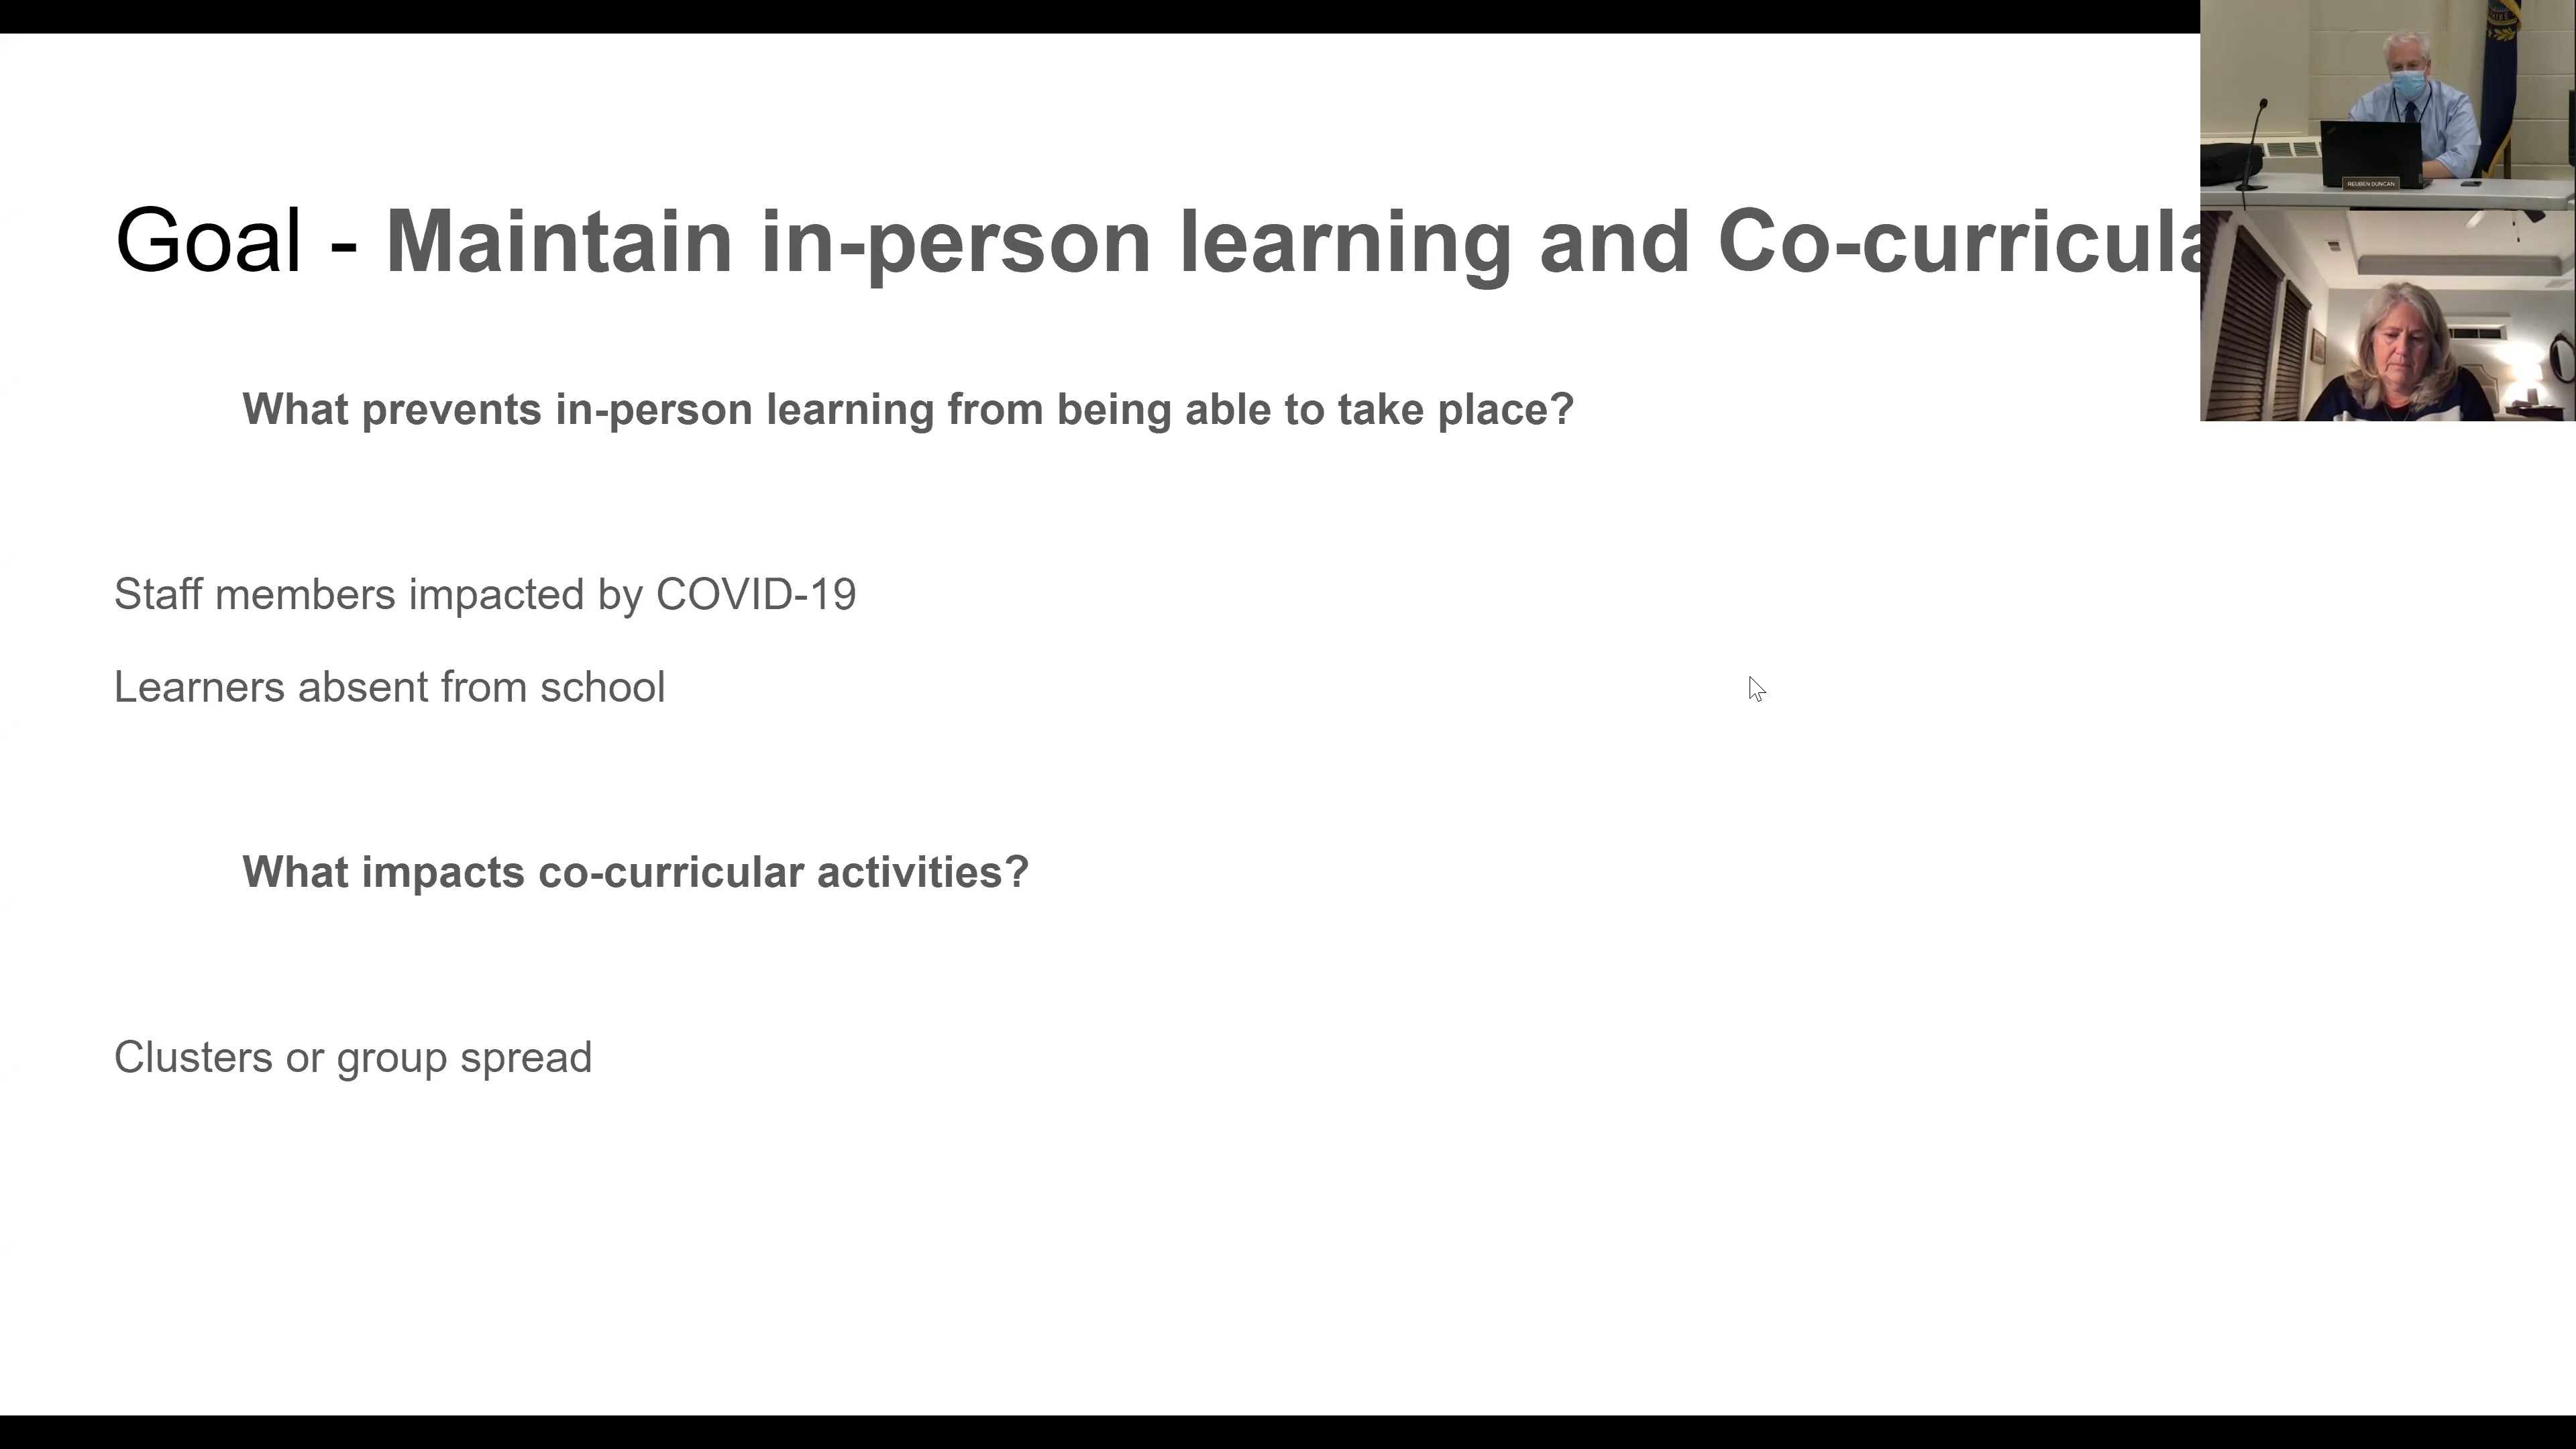 Goal - Maintain in-person learning and Co-curricula
What prevents in-person learning from being able to take place?
Staff members impacted by COVID-19
Learners absent from school
What impacts co-curricular activities?
Clusters or group spread
REUBEN DUNCAN